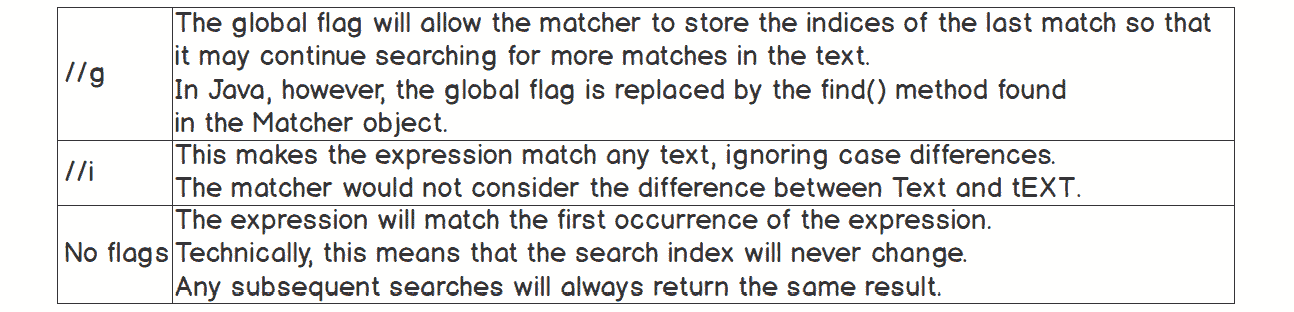 The global flag will allow the matcher to store the indices of the last match so that
it may continue searching for more matches in the text.
//g
In Java, however, the global flag is replaced by the find() method found
in the Matcher object.
This makes the expression match any text, ignoring case differences.
//i
The matcher would not consider the difference between Text and tEXT.
The expression will match the first occurrence of the expression.
No flags Technically, this means that the search index will never change.
Any subsequent searches will always return the same result.